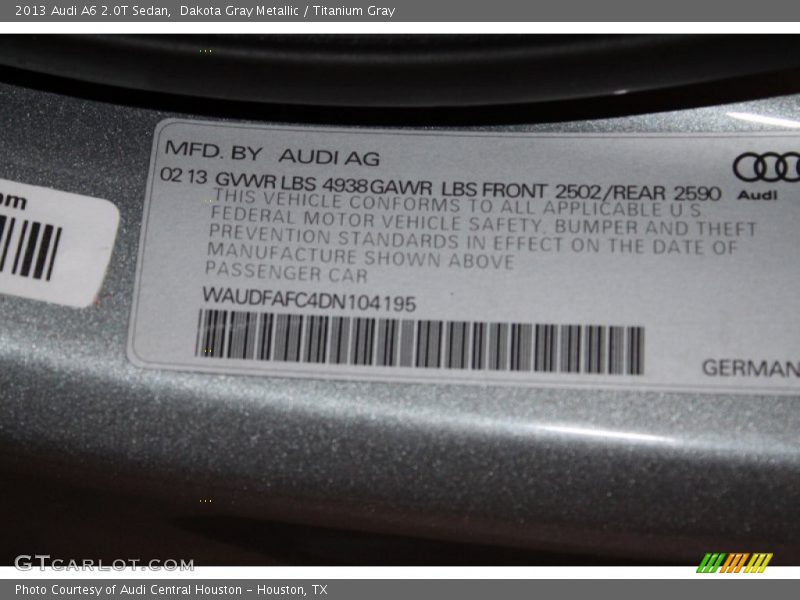 2013 Audi A6 2.0T Sedan, Dakota Gray Metallic / Titanium Gray
MFD. BY AUDI AG
02 13 GVWR LBS 4938 GAWR LBS FRONT 2502/REAR 2590
THIS VEHICLE CONFORMS TO ALL APPLICABLE U S
FEDERAL MOTOR VEHICLE SAFETY, BUMPER AND THEFT
PREVENTION STANDARDS IN EFFECT ON THE DATE OF
MANUFACTURE SHOWN ABOVE
PASSENGER CAR
WAUDFAFC4DN104195
Audi
GERMAN
om
GTCARLOT.COM
Photo Courtesy of Audi Central Houston - Houston, TX